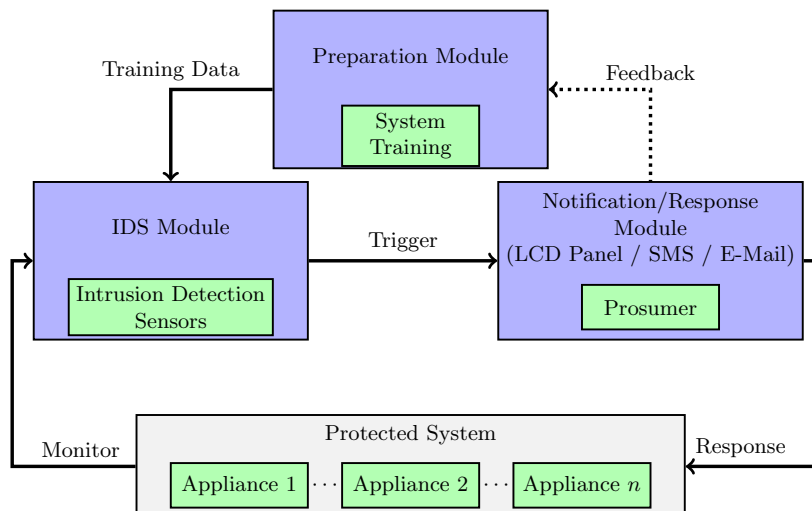 Preparation Module
Training Data
Feedback
System
Training
IDS Module
Intrusion Detection
Sensors
Trigger
Notification/Response
Module
(LCD Panel / SMS / E-Mail)
Prosumer
Protected System
Monitor
Response
Appliance 1 ··· Appliance 2 ··· Appliance n